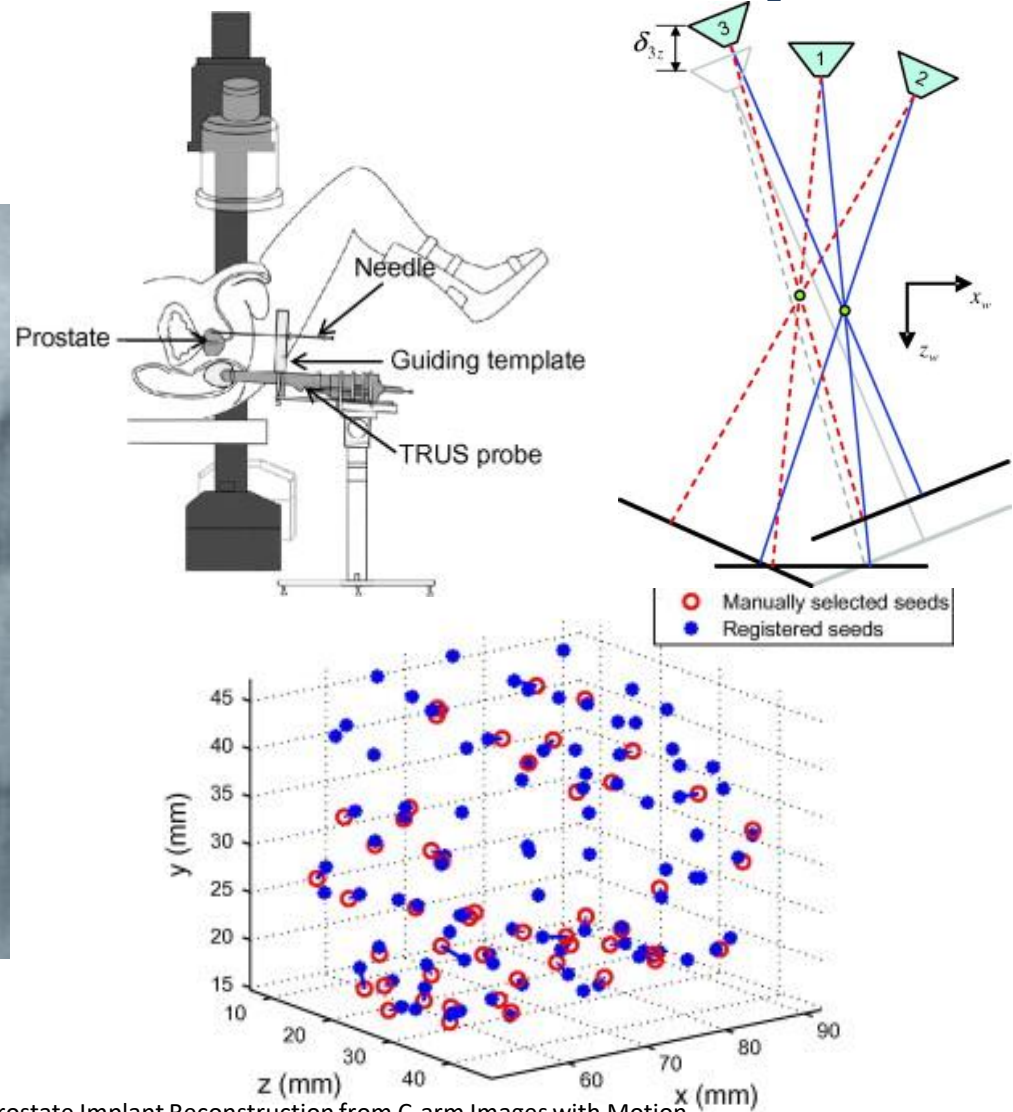 Needle
Prostate
Guiding template
TRUS probe
δ3z
3
1
2
xw
zw
Manually selected seeds
Registered seeds
y (mm)
45
40
35
30
25
20
15
10
20
30
40
z (mm)
60
70
80
90
x (mm)
Prostate Implant Reconstruction from C-arm Images with Motion